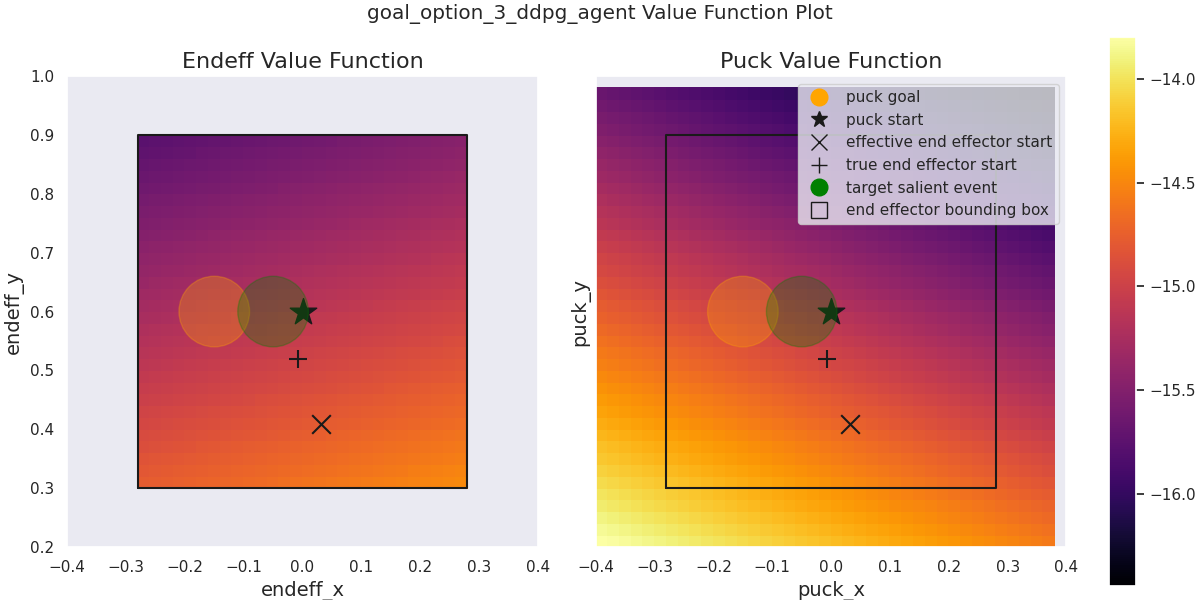 goal_option_3_ddpg_agent Value Function Plot
Endeff Value Function
1.0
0.9
0.8
0.7
0.6
0.5
0.4
0.3
0.2
endeff_y
−0.4 −0.3 −0.2 −0.1 0.0 0.1 0.2 0.3 0.4
endeff_x
Puck Value Function
puck goal
puck start
effective end effector start
true end effector start
target salient event
end effector bounding box
puck_y
−0.4 −0.3 −0.2 −0.1 0.0 0.1 0.2 0.3 0.4
puck_x
−14.0
−14.5
−15.0
−15.5
−16.0